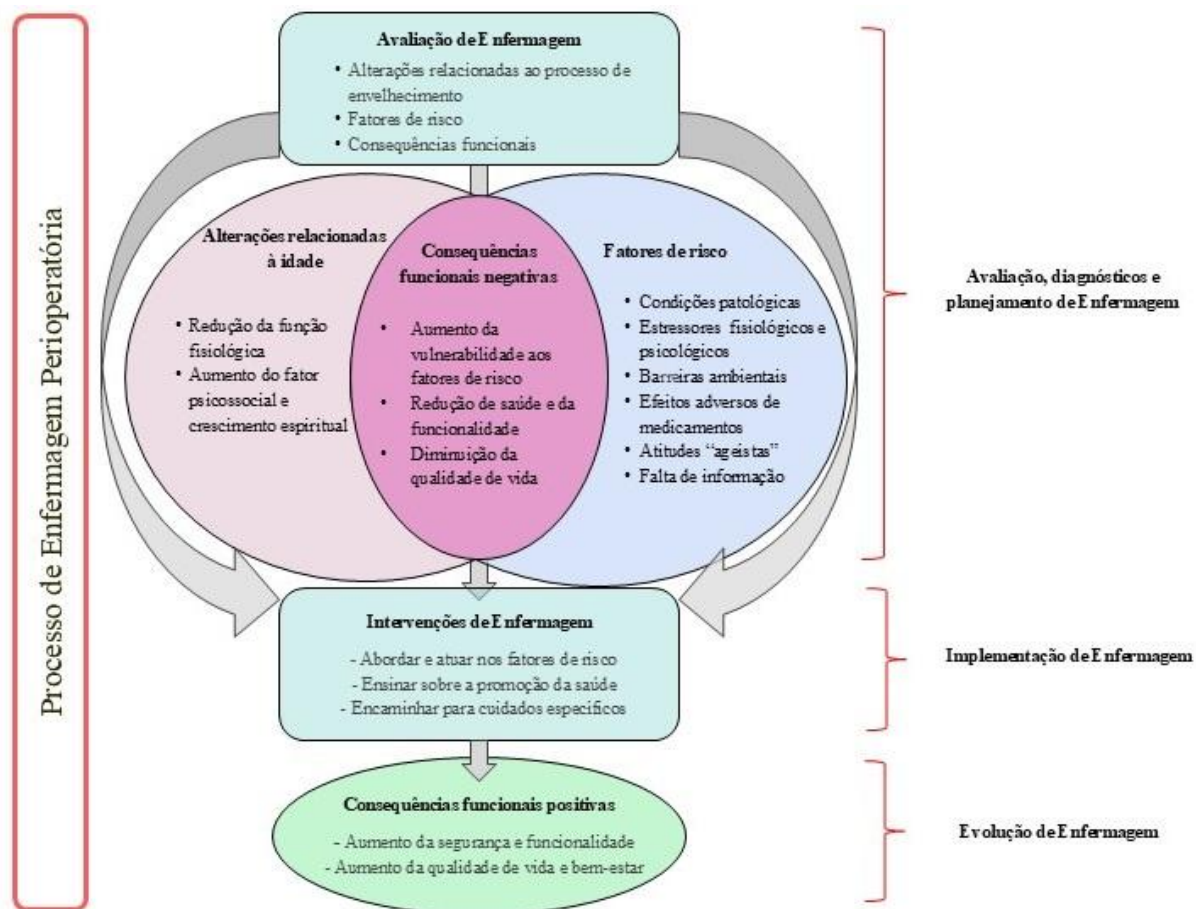 Processo de Enfermagem Perioperatória
Avaliação de Enfermagem
• Alterações relacionadas ao processo de
envelhecimento
• Fatores de risco
• Consequências funcionais
Alterações relacionadas
à idade
• Redução da função
fisiológica
• Aumento do fator
psicossocial e
crescimento espiritual
Consequências
funcionais negativas
• Aumento da
vulnerabilidade aos
fatores de risco
• Redução de saúde e da
funcionalidade
• Diminuição da
qualidade de vida
Fatores de risco
• Condições patológicas
• Estressores fisiológicos e
psicológicos
• Barreiras ambientais
• Efeitos adversos de
medicamentos
• Atitudes “ageistas”
• Falta de informação
Avaliação, diagnósticos e
planejamento de Enfermagem
Intervenções de Enfermagem
- Abordar e atuar nos fatores de risco
- Ensinar sobre a promoção da saúde
- Encaminhar para cuidados específicos
Implementação de Enfermagem
Consequências funcionais positivas
- Aumento da segurança e funcionalidade
- Aumento da qualidade de vida e bem-estar
Evolução de Enfermagem